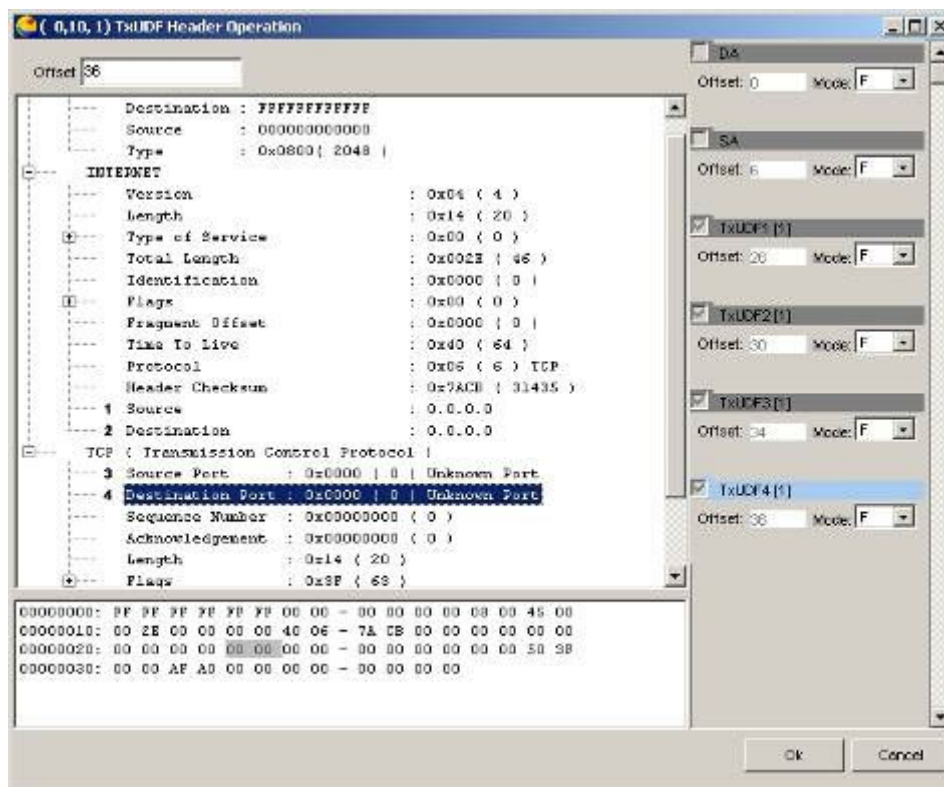 ( 0,10, 1) TxUDF Header Operation
Offset 36
Destination : FFFFFFFFFFFF
Source : 000000000000
Type : 0x0800( 2048 )
INTERNET
Version : 0x04 ( 4 )
Length : 0x14 ( 20 )
Type of Service : 0x00 ( 0 )
Total Length : 0x002E ( 46 )
Identification : 0x0000 ( 0 )
Flags : 0x00 ( 0 )
Fragment Offset : 0x0000 ( 0 )
Time To Live : 0x40 ( 64 )
Protocol : 0x06 ( 6 ) TCP
Header Checksum : 0x7ACB ( 31435 )
1 Source : 0.0.0.0
2 Destination : 0.0.0.0
TCP ( Transmission Control Protocol )
3 Source Port : 0x0000 ( 0 ) Unknown Port
4 Destination Port : 0x0000 ( 0 ) Unknown Port
Sequence Number : 0x00000000 ( 0 )
Acknowledgement : 0x00000000 ( 0 )
Length : 0x14 ( 20 )
Flags : 0x3F ( 63 )
00000000: FF FF FF FF FF FF 00 00 - 00 00 00 00 08 00 45 00
00000010: 00 2E 00 00 00 00 40 06 - 7A CB 00 00 00 00 00 00
00000020: 00 00 00 00 00 00 00 00 - 00 00 00 00 00 00 50 3F
00000030: 00 00 AF A0 00 00 00 00 - 00 00 00 00
DA
Offset: 0 Mode: F
SA
Offset: 6 Mode: F
TxUDF1 [1]
Offset: 26 Mode: F
TxUDF2 [1]
Offset: 30 Mode: F
TxUDF3 [1]
Offset: 34 Mode: F
TxUDF4 [1]
Offset: 36 Mode: F
Ok
Cancel